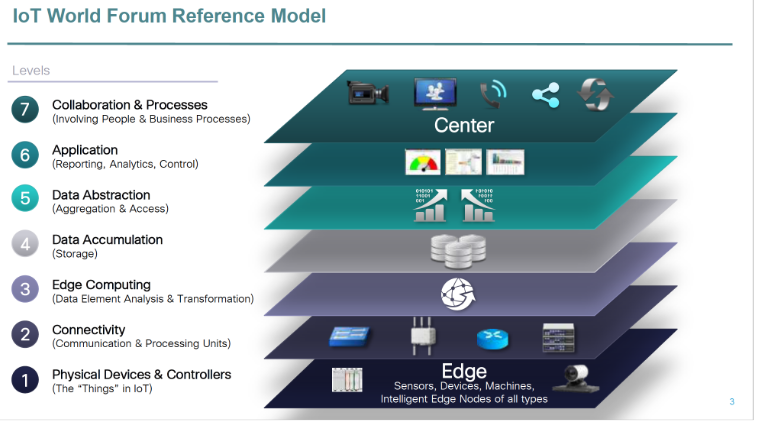 IoT World Forum Reference Model
Levels
7
Collaboration & Processes
(Involving People & Business Processes)
6
Application
(Reporting, Analytics, Control)
5
Data Abstraction
(Aggregation & Access)
4
Data Accumulation
(Storage)
3
Edge Computing
(Data Element Analysis & Transformation)
2
Connectivity
(Communication & Processing Units)
1
Physical Devices & Controllers
(The "Things" in IoT)
Center
010101
11001
001
Edge
Sensors, Devices, Machines,
Intelligent Edge Nodes of all types
3